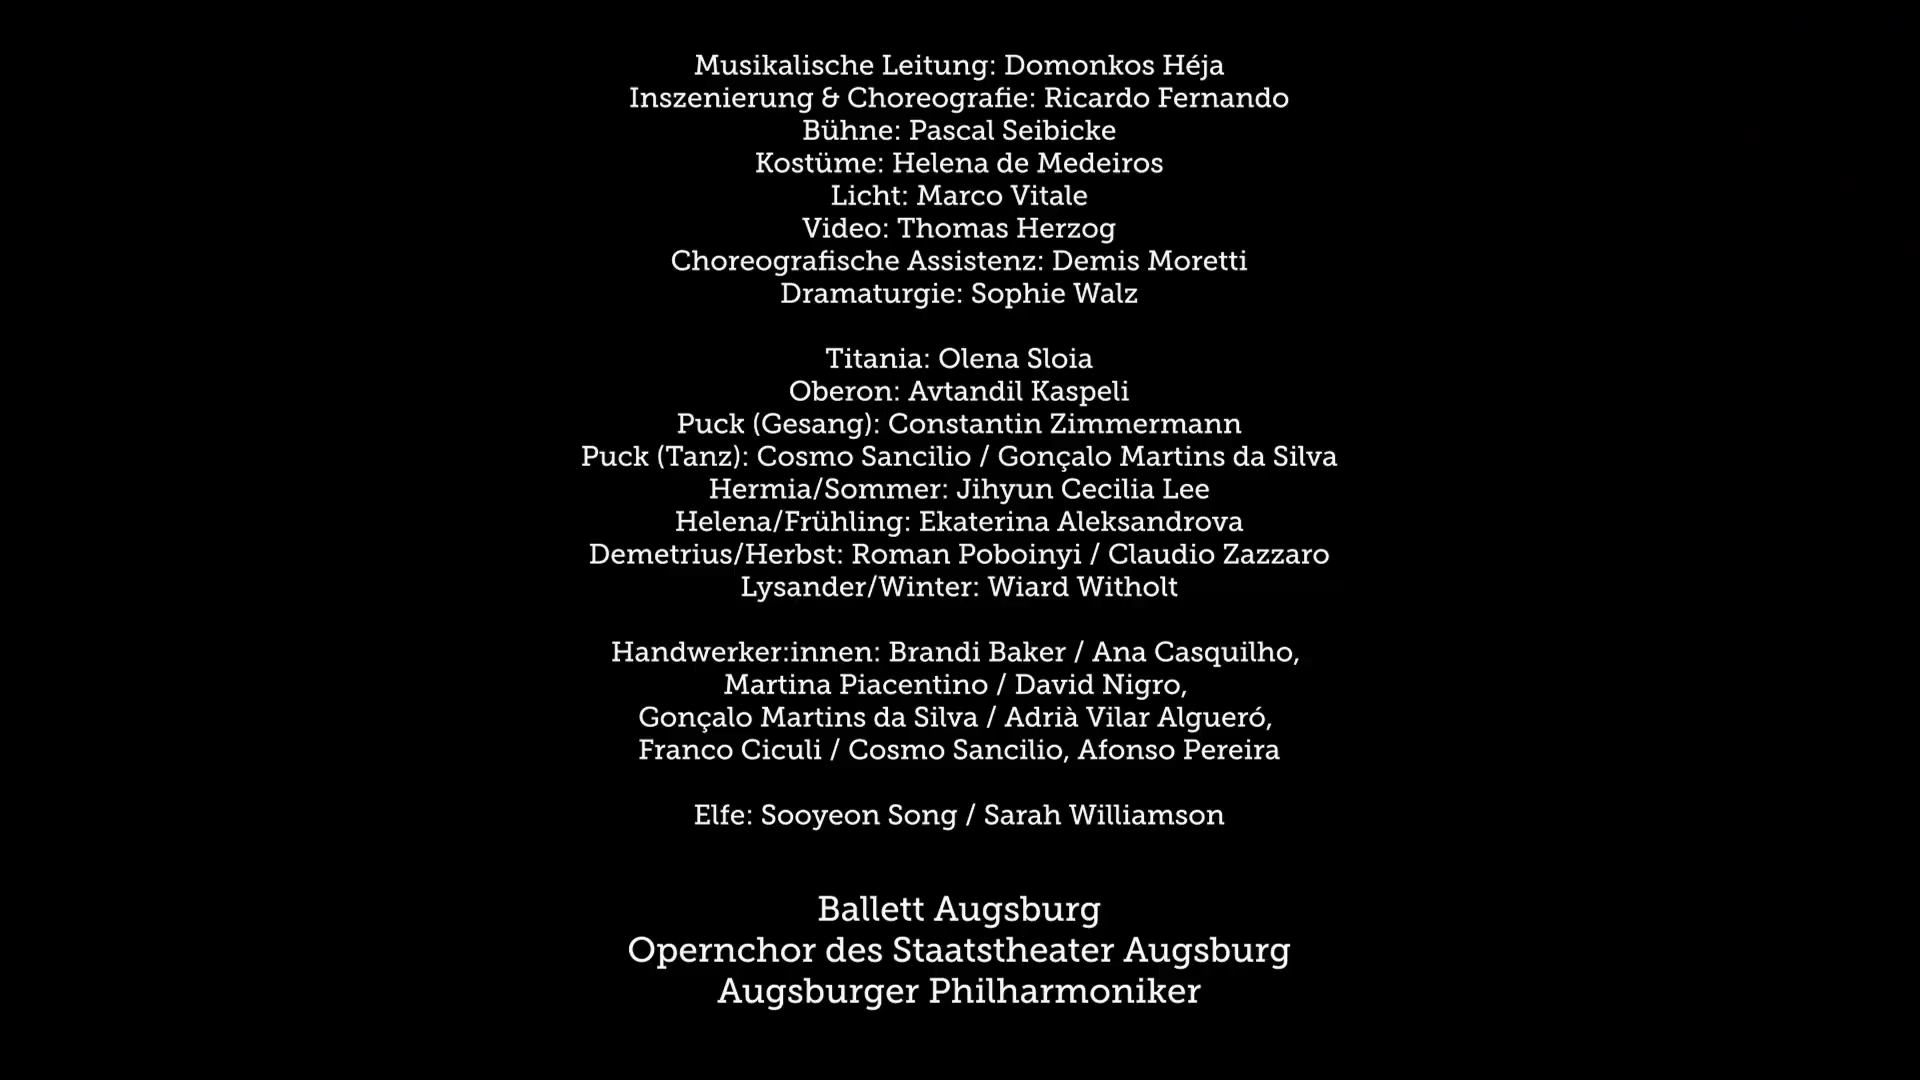 Musikalische Leitung: Domonkos Héja
Inszenierung & Choreografie: Ricardo Fernando
Bühne: Pascal Seibicke
Kostüme: Helena de Medeiros
Licht: Marco Vitale
Video: Thomas Herzog
Choreografische Assistenz: Demis Moretti
Dramaturgie: Sophie Walz
Titania: Olena Sloia
Oberon: Avtandil Kaspeli
Puck (Gesang): Constantin Zimmermann
Puck (Tanz): Cosmo Sancilio / Gonçalo Martins da Silva
Hermia/Sommer: Jihyun Cecilia Lee
Helena/Frühling: Ekaterina Aleksandrova
Demetrius/Herbst: Roman Poboinyi / Claudio Zazzaro
Lysander/Winter: Wiard Witholt
Handwerker:innen: Brandi Baker / Ana Casquilho,
Martina Piacentino / David Nigro,
Gonçalo Martins da Silva / Adrià Vilar Algueró,
Franco Ciculi / Cosmo Sancilio, Afonso Pereira
Elfe: Sooyeon Song / Sarah Williamson
Ballett Augsburg
Opernchor des Staatstheater Augsburg
Augsburger Philharmoniker